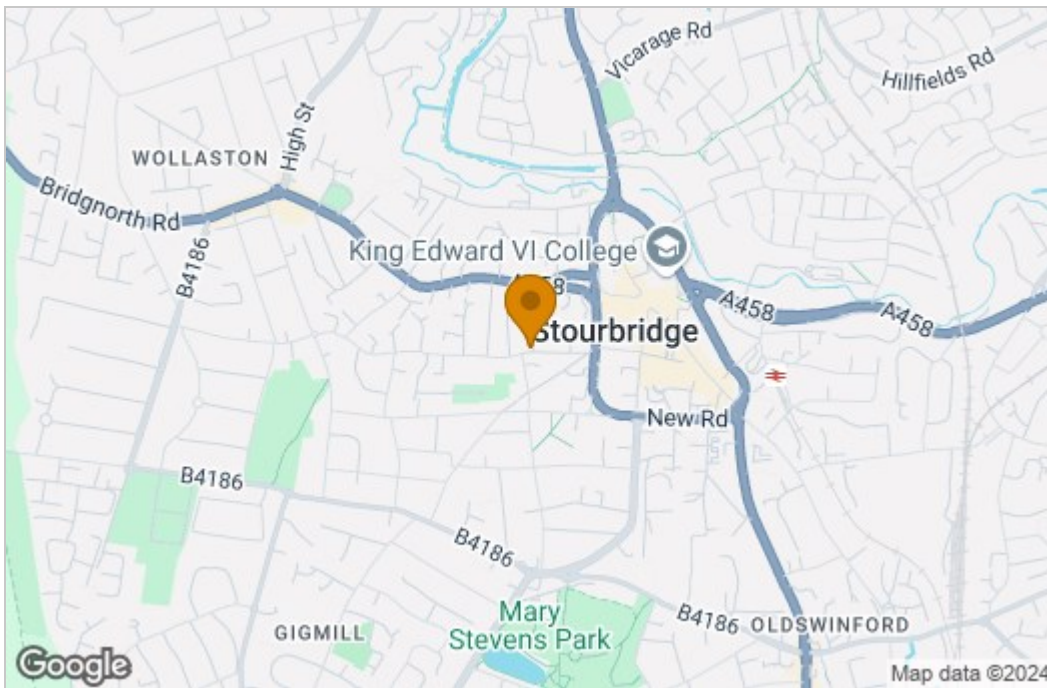 Vicarage Rd
Hillfields Rd
High St
WOLLASTON
Bridgnorth Rd
B4186
King Edward VI College
A458
A458
A458
Stourbridge
New Rd
B4186
B4186
Mary
Stevens Park
B4186
OLDSWINFORD
GIGMILL
Google
Map data ©2024